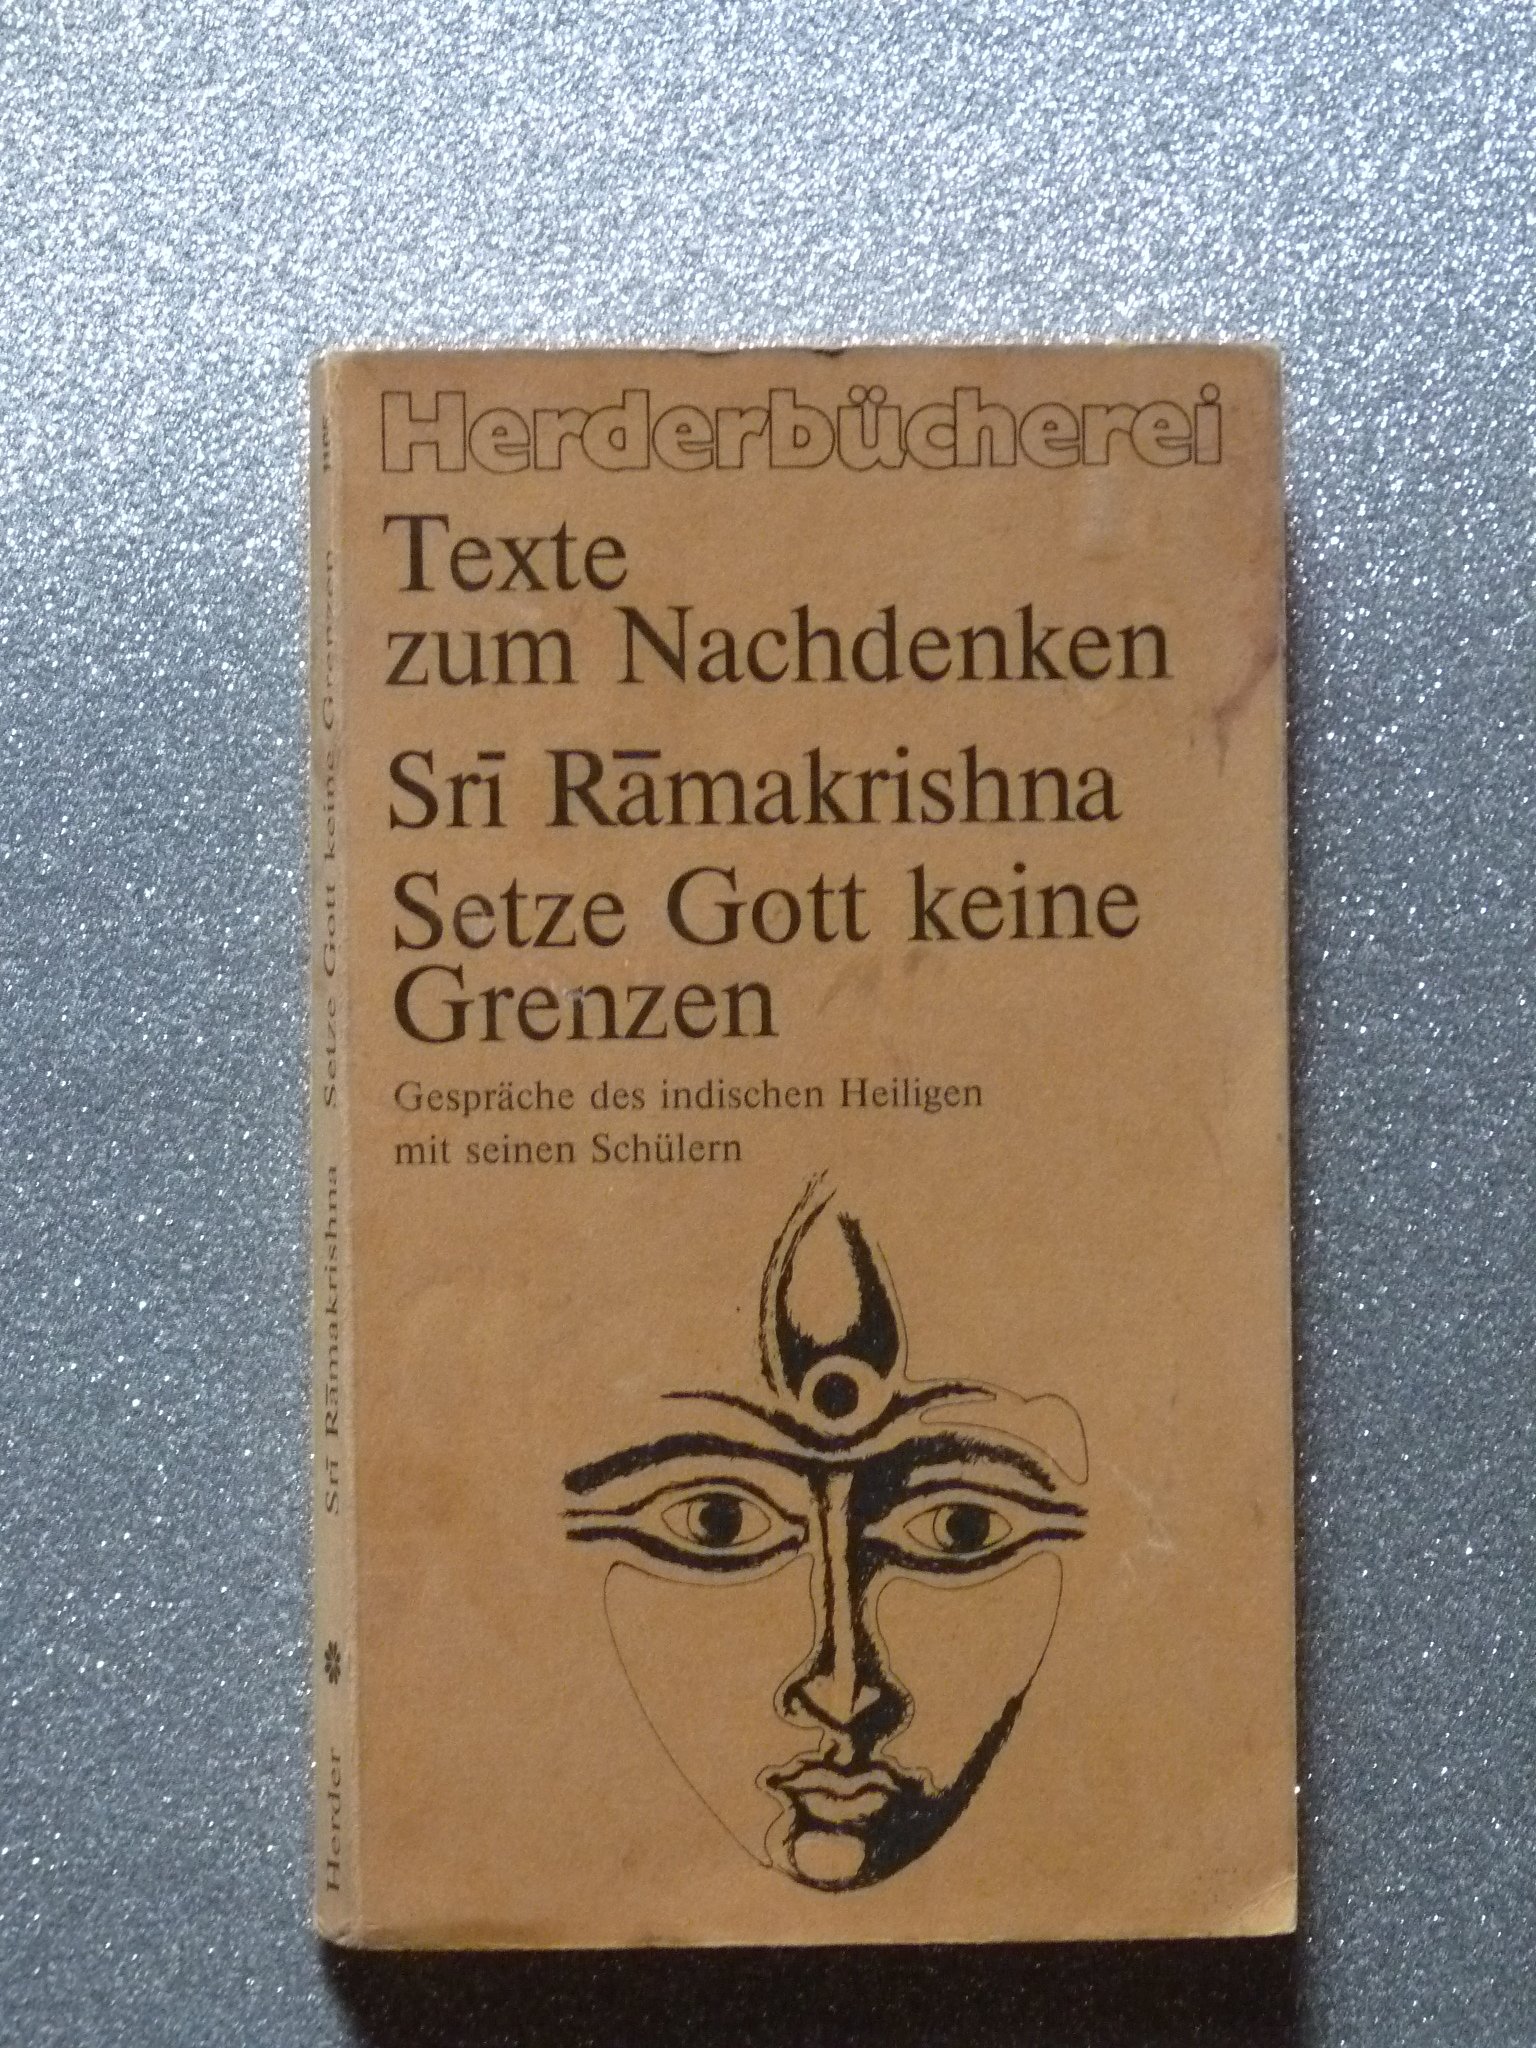 Herderbücherei
Texte
zum Nachdenken
Srī Rāmakrishna
Setze Gott keine
Grenzen
Gespräche des indischen Heiligen
mit seinen Schülern
Herder Srī Rāmakrishna Setze Gott keine Grenzen